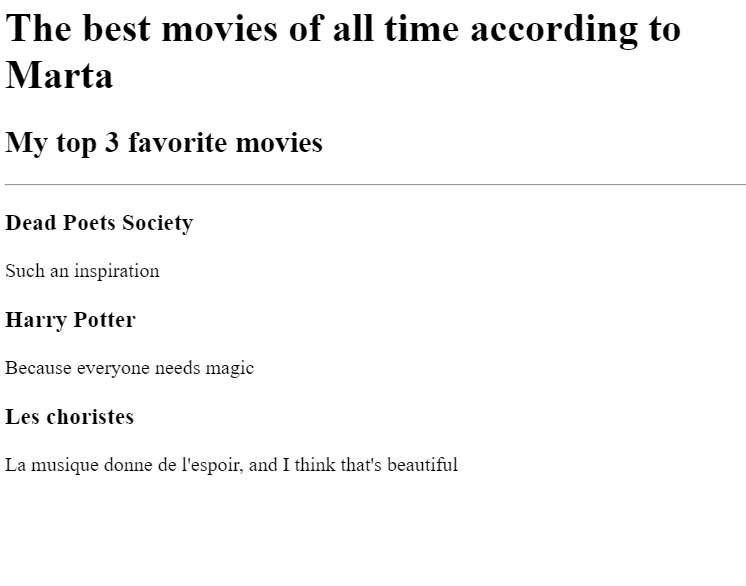 The best movies of all time according to
Marta
My top 3 favorite movies
Dead Poets Society
Such an inspiration
Harry Potter
Because everyone needs magic
Les choristes
La musique donne de l'espoir, and I think that's beautiful